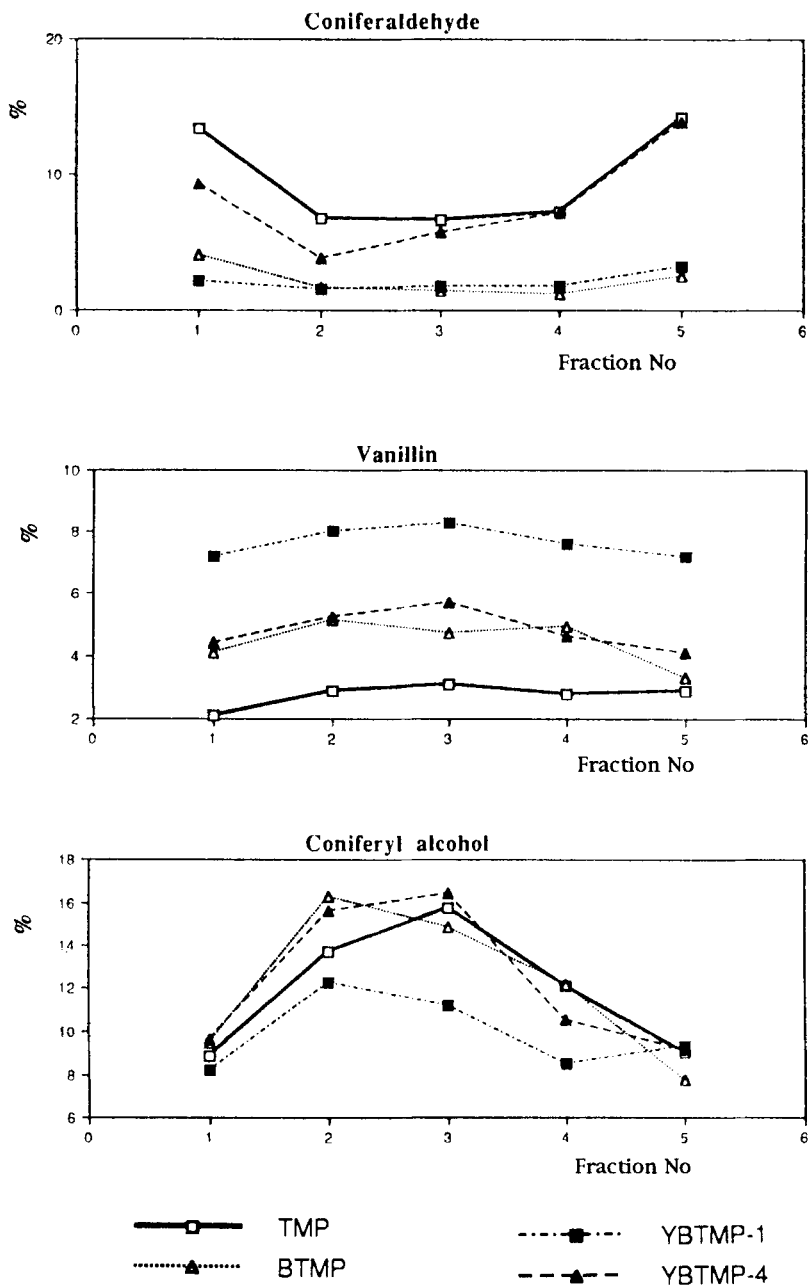 Coniferaldehyde
20
%
10
0
0 1 2 3 4 5 6
Fraction No
Vanillin
10
8
%
6
4
2
0 1 2 3 4 5 6
Fraction No
Coniferyl alcohol
18
16
%
14
12
10
8
6
0 1 2 3 4 5 6
Fraction No
TMP
YBTMP-1
BTMP
YBTMP-4